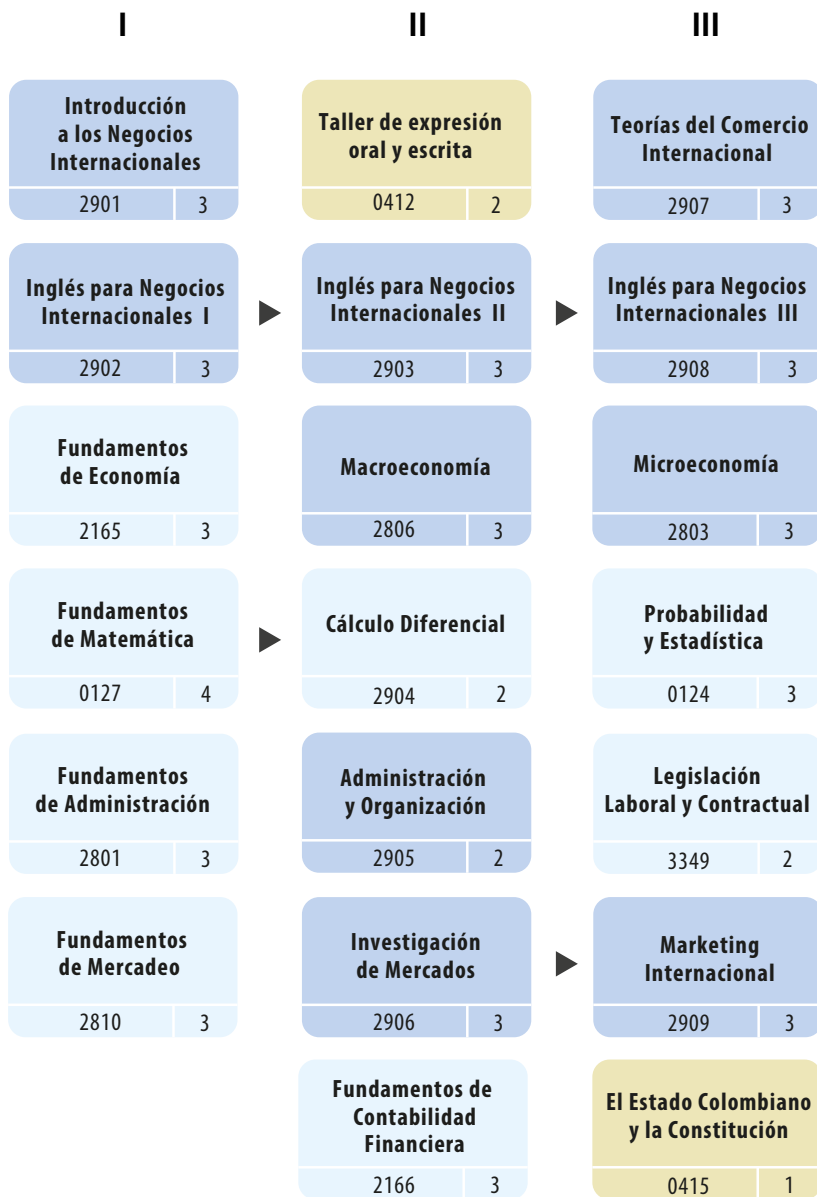 I
II
III
Introducción
a los Negocios
Internacionales
2901 3
Taller de expresión
oral y escrita
0412 2
Teorías del Comercio
Internacional
2907 3
Inglés para Negocios
Internacionales I
2902 3
Inglés para Negocios
Internacionales II
2903 3
Inglés para Negocios
Internacionales III
2908 3
Fundamentos
de Economía
2165 3
Macroeconomía
2806 3
Microeconomía
2803 3
Fundamentos
de Matemática
0127 4
Cálculo Diferencial
2904 2
Probabilidad
y Estadística
0124 3
Fundamentos
de Administración
2801 3
Administración
y Organización
2905 2
Legislación
Laboral y Contractual
3349 2
Fundamentos
de Mercadeo
2810 3
Investigación
de Mercados
2906 3
Marketing
Internacional
2909 3
Fundamentos de
Contabilidad
Financiera
2166 3
El Estado Colombiano
y la Constitución
0415 1